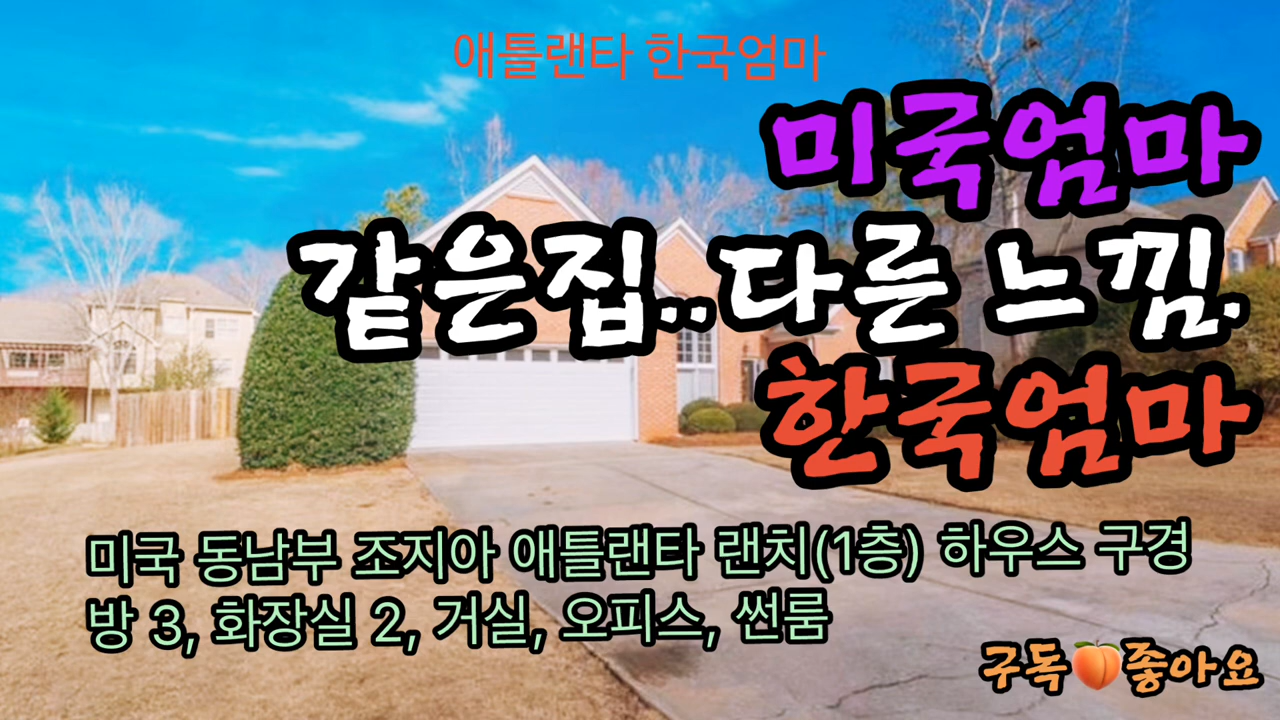 애틀랜타 한국엄마
미국엄마
같은집..다른 느낌.
한국엄마
미국 동남부 조지아 애틀랜타 랜치(1층) 하우스 구경
방 3, 화장실 2, 거실, 오피스, 썬룸
구독🍑좋아요